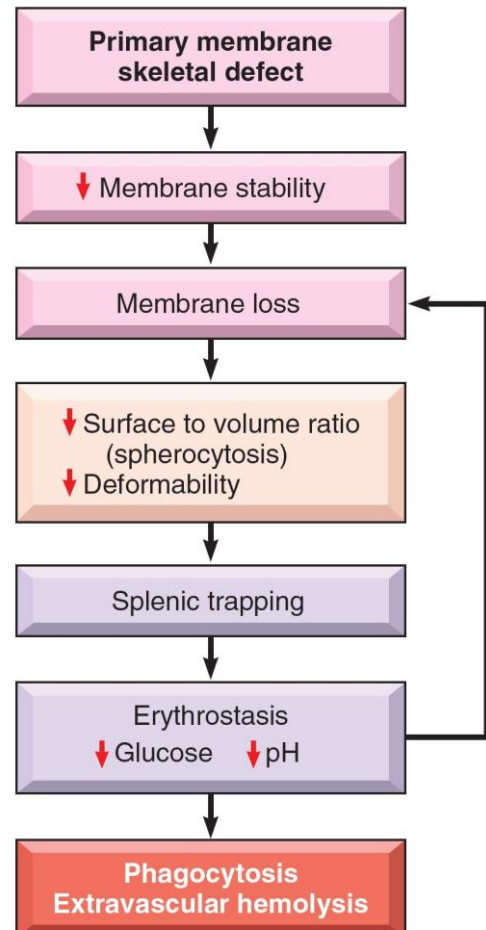 Primary membrane
skeletal defect
↓ Membrane stability
Membrane loss
↓ Surface to volume ratio
(spherocytosis)
↓ Deformability
Splenic trapping
Erythrostasis
↓ Glucose ↓ pH
Phagocytosis
Extravascular hemolysis